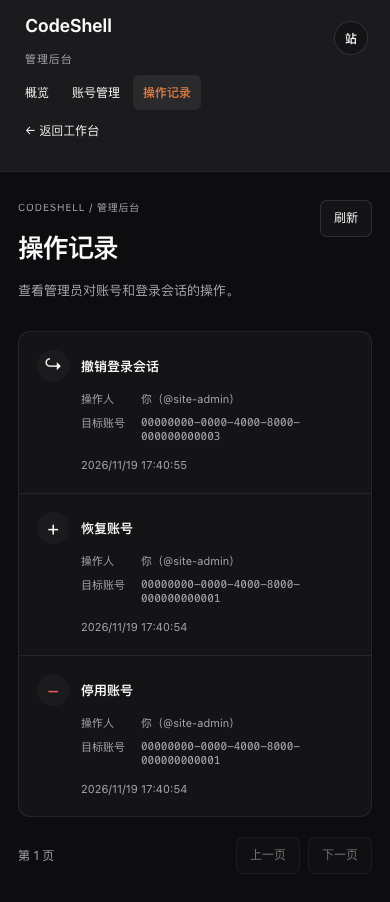 CodeShell
站
管理后台
概览 账号管理 操作记录
← 返回工作台
CODESHELL / 管理后台
刷新
操作记录
查看管理员对账号和登录会话的操作。
撤销登录会话
操作人 你（@site-admin）
目标账号 00000000-0000-4000-8000-
000000000003
2026/11/19 17:40:55
恢复账号
操作人 你（@site-admin）
目标账号 00000000-0000-4000-8000-
000000000001
2026/11/19 17:40:54
停用账号
操作人 你（@site-admin）
目标账号 00000000-0000-4000-8000-
000000000001
2026/11/19 17:40:54
第 1 页 上一页 下一页